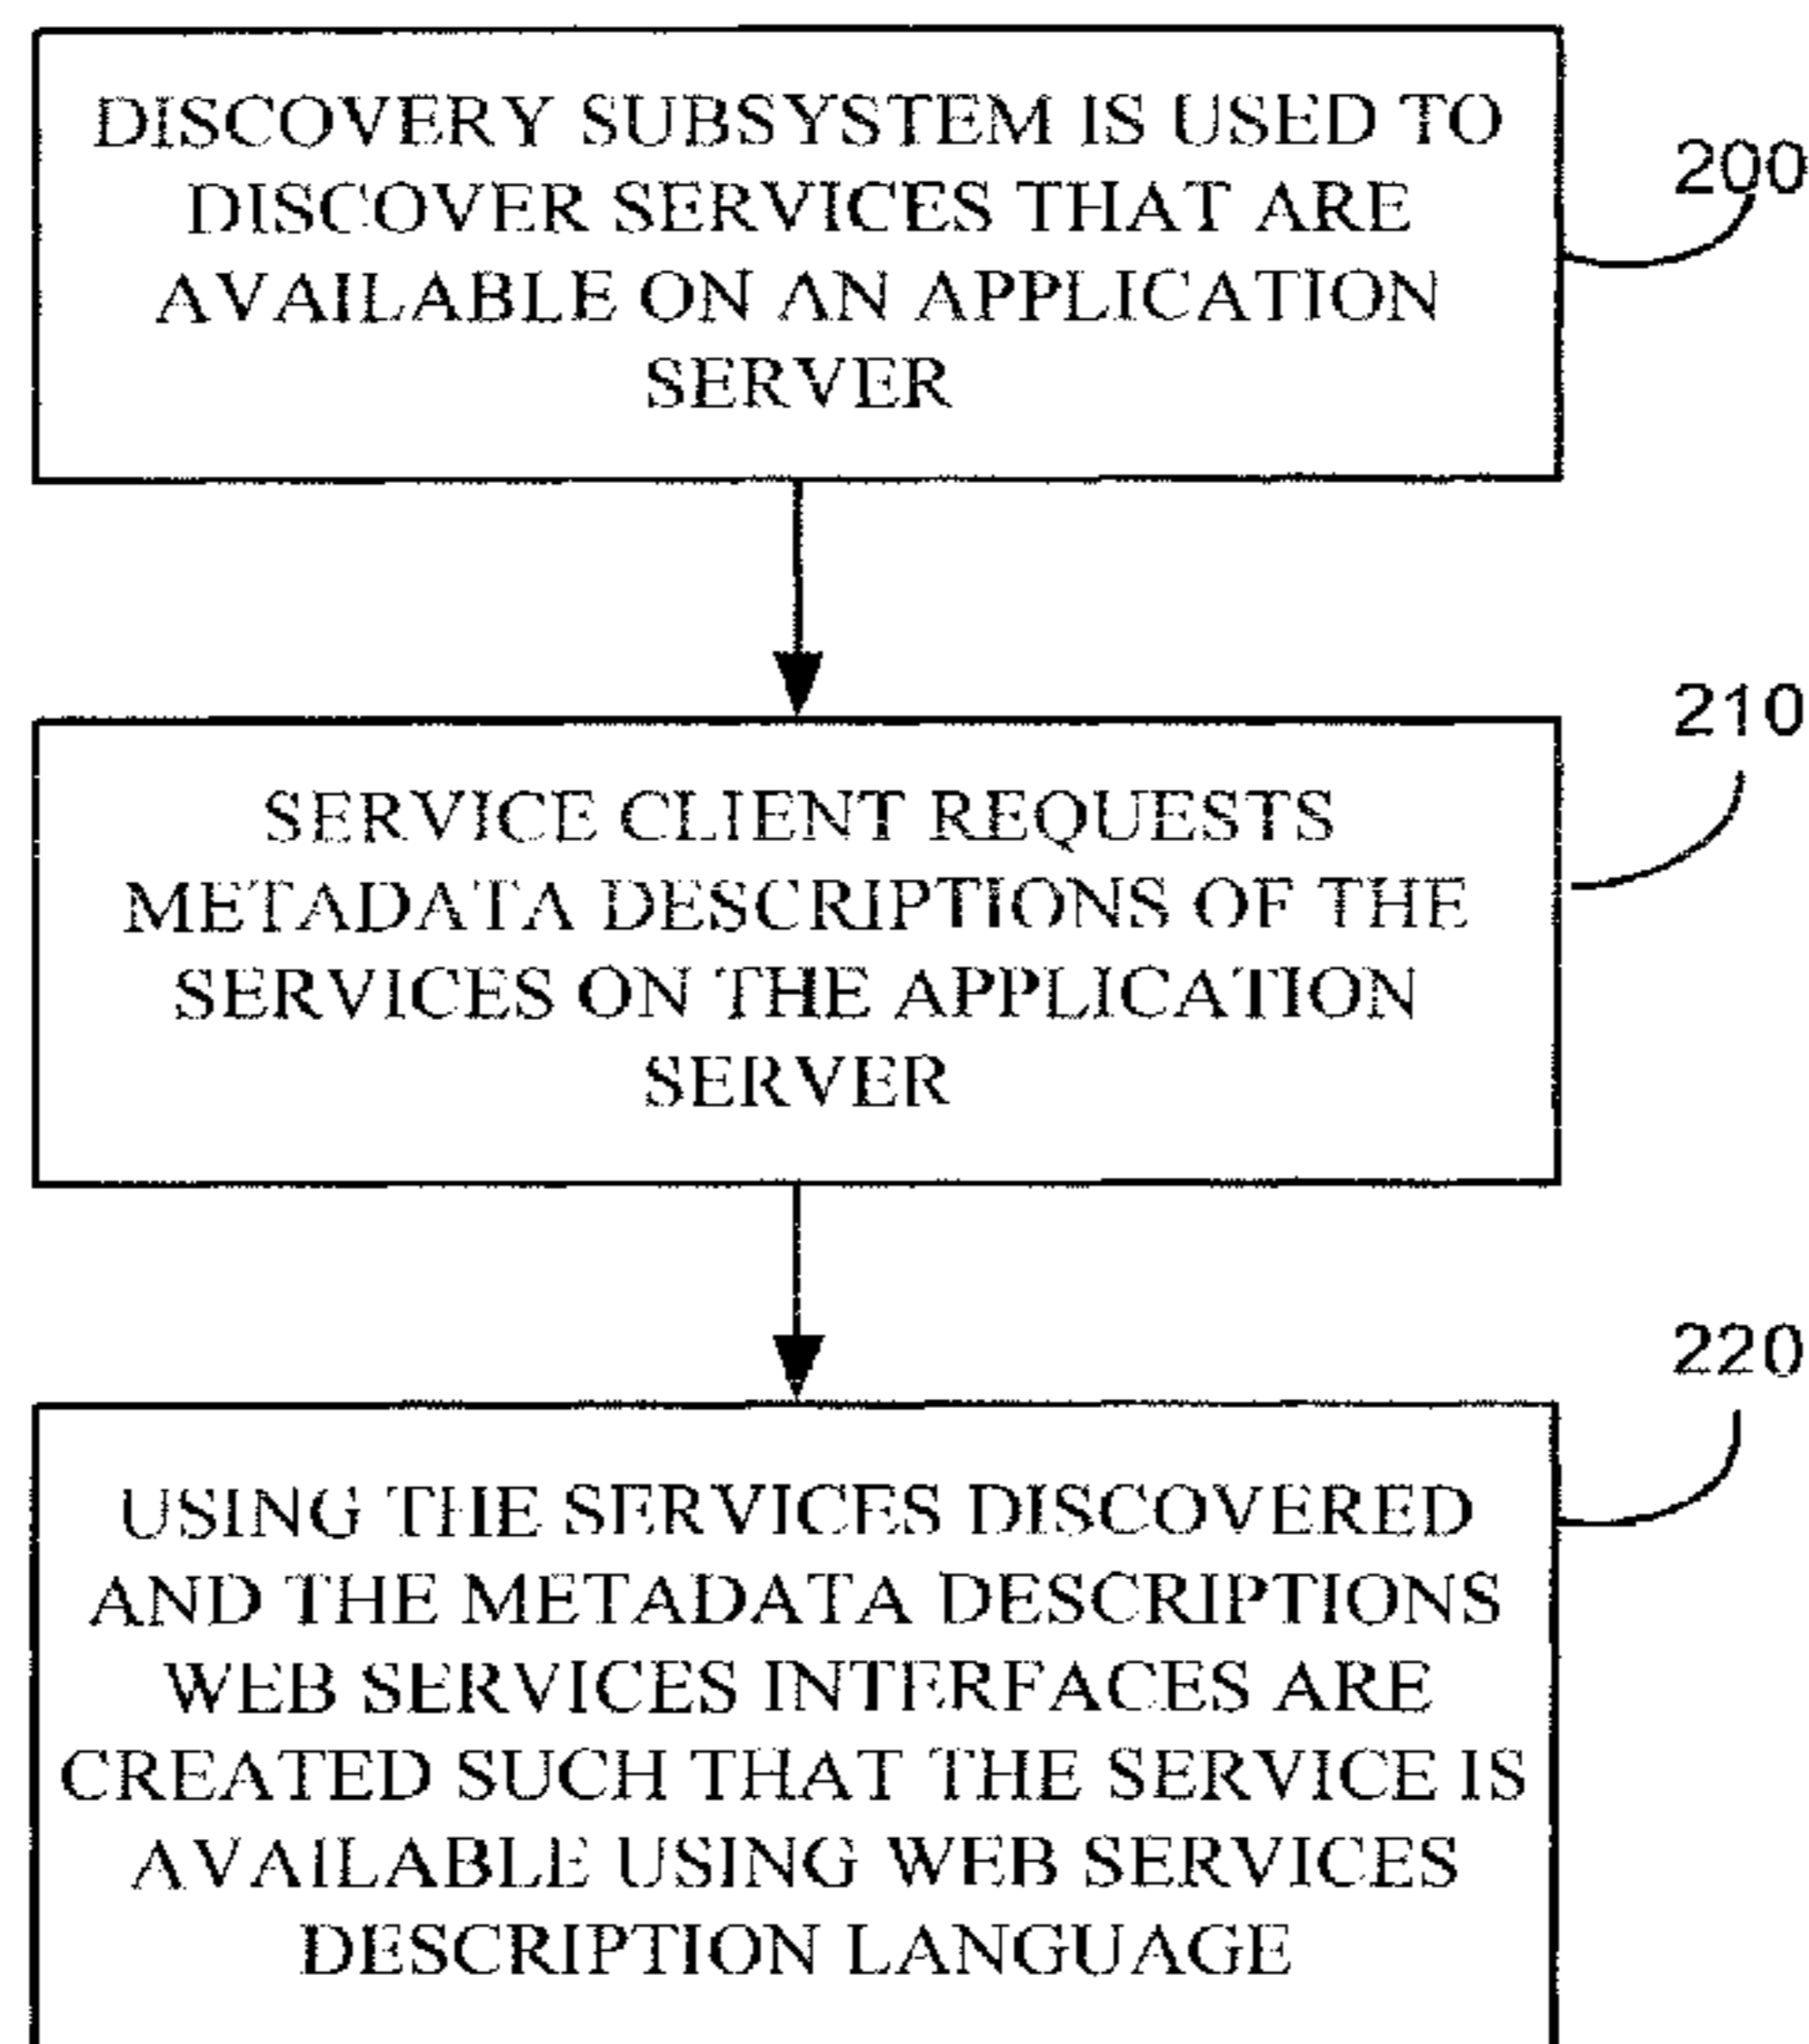 DISCOVERY SUBSYSTEM IS USED TO
DISCOVER SERVICES THAT ARE
AVAILABLE ON AN APPLICATION
SERVER
200
210
SERVICE CLIENT REQUESTS
METADATA DESCRIPTIONS OF THE
SERVICES ON THE APPLICATION
SERVER
220
USING THE SERVICES DISCOVERED
AND THE METADATA DESCRIPTIONS
WEB SERVICES INTERFACES ARE
CREATED SUCH THAT THE SERVICE IS
AVAILABLE USING WEB SERVICES
DESCRIPTION LANGUAGE